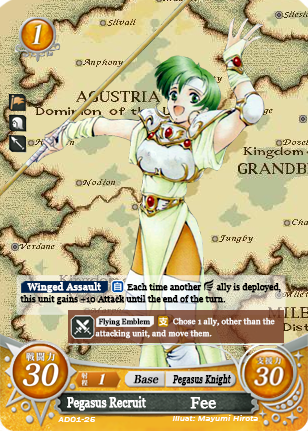 1
Silvail
Anphony
AGUSTRIA
Dominion of the
Kingdom
GRANDB
Nodion
Jungby
Verdane
Kingdom
MILE
Dist
Winged Assault 自 Each time another ally is deployed,
this unit gains +10 Attack until the end of the turn.
Flying Emblem 支 Chose 1 ally, other than the
attacking unit, and move them.
戦闘力
30
射程 1
Base
Pegasus Knight
支援力
30
Pegasus Recruit
Fee
AD01-26
Illust: Mayumi Hirota